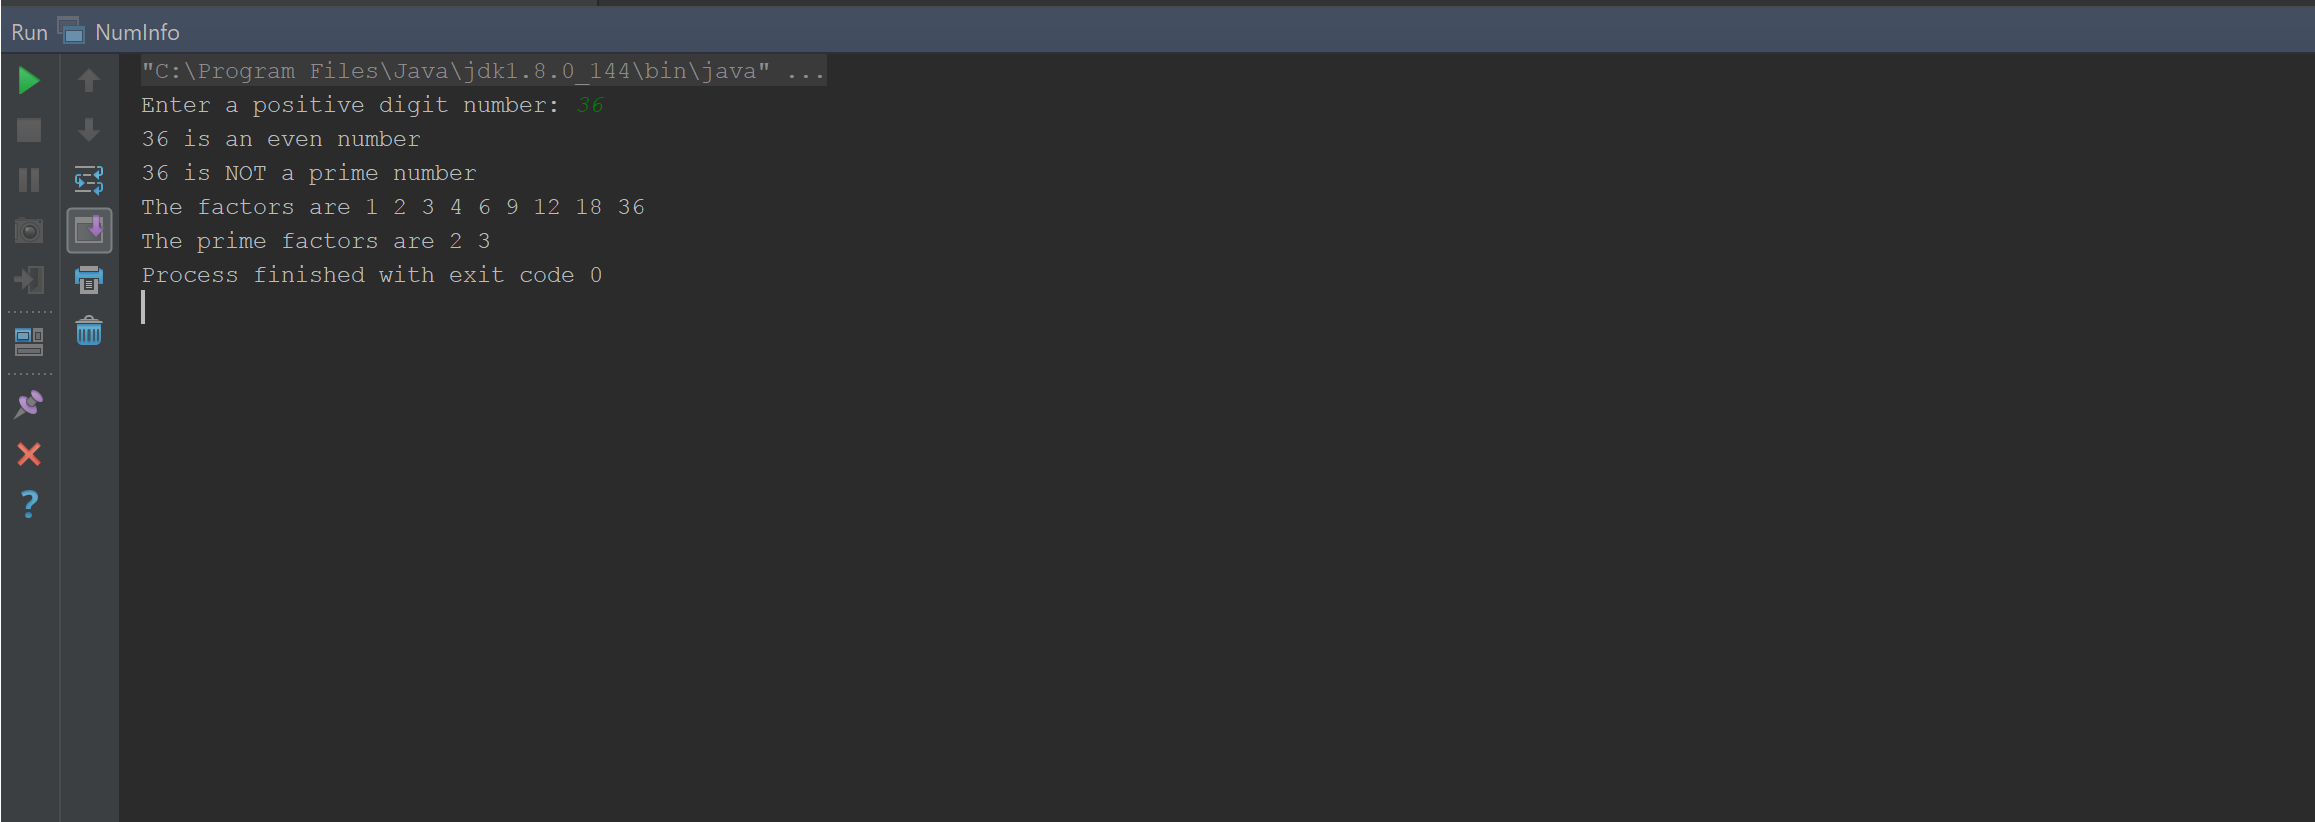 Run NumInfo
"C:\Program Files\Java\jdk1.8.0_144\bin\java" ...
Enter a positive digit number: 36
36 is an even number
36 is NOT a prime number
The factors are 1 2 3 4 6 9 12 18 36
The prime factors are 2 3
Process finished with exit code 0
?